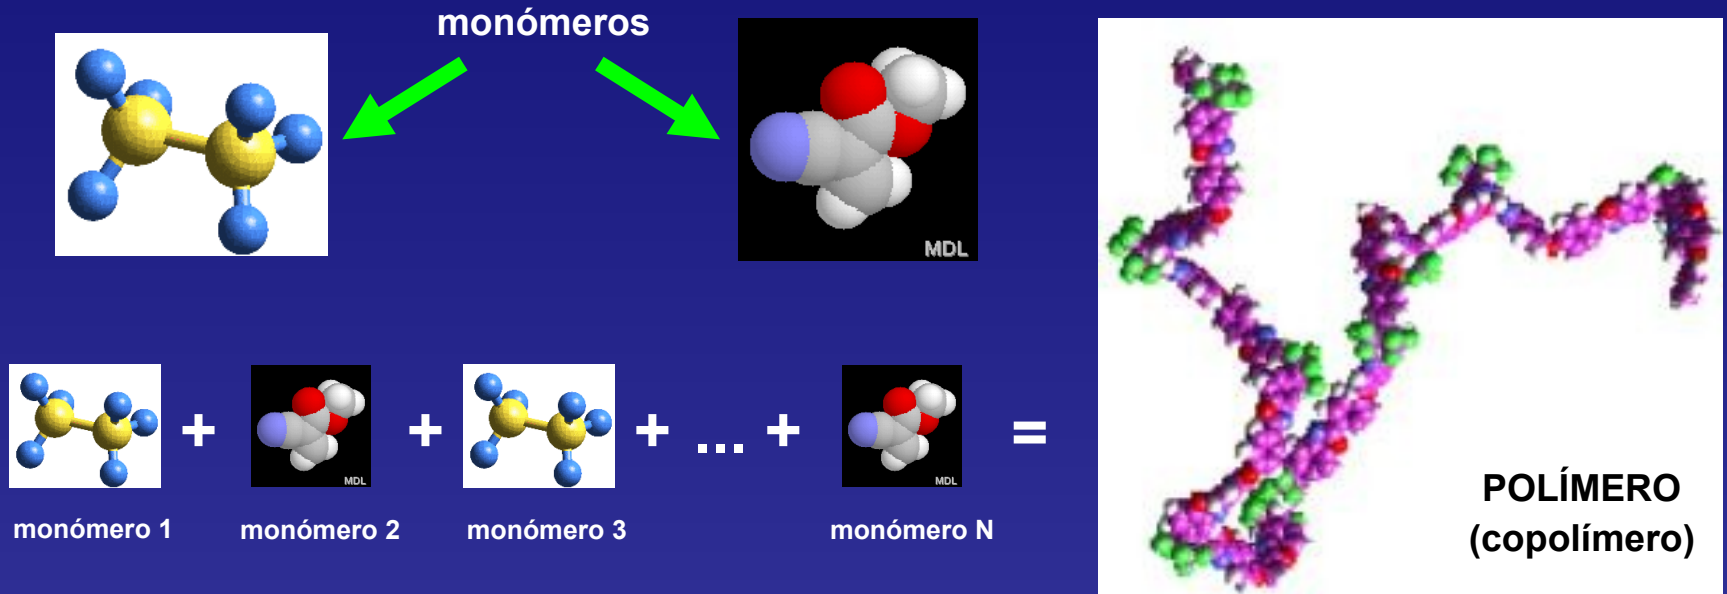 monómeros
MDL
+
+
+ ... +
=
MDL
MDL
monómero 1
monómero 2
monómero 3
monómero N
POLÍMERO
(copolímero)